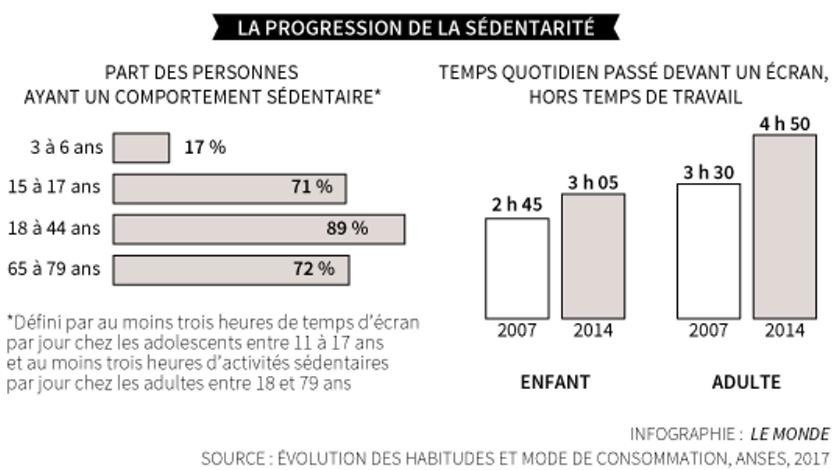 LA PROGRESSION DE LA SÉDENTARITÉ
PART DES PERSONNES
AYANT UN COMPORTEMENT SÉDENTAIRE*
3 à 6 ans 17 %
15 à 17 ans 71 %
18 à 44 ans 89 %
65 à 79 ans 72 %
*Défini par au moins trois heures de temps d'écran
par jour chez les adolescents entre 11 à 17 ans
et au moins trois heures d'activités sédentaires
par jour chez les adultes entre 18 et 79 ans
TEMPS QUOTIDIEN PASSÉ DEVANT UN ÉCRAN,
HORS TEMPS DE TRAVAIL
2 h 45 3 h 05 3 h 30 4 h 50
2007 2014 2007 2014
ENFANT ADULTE
INFOGRAPHIE : LE MONDE
SOURCE : ÉVOLUTION DES HABITUDES ET MODE DE CONSOMMATION, ANSES, 2017